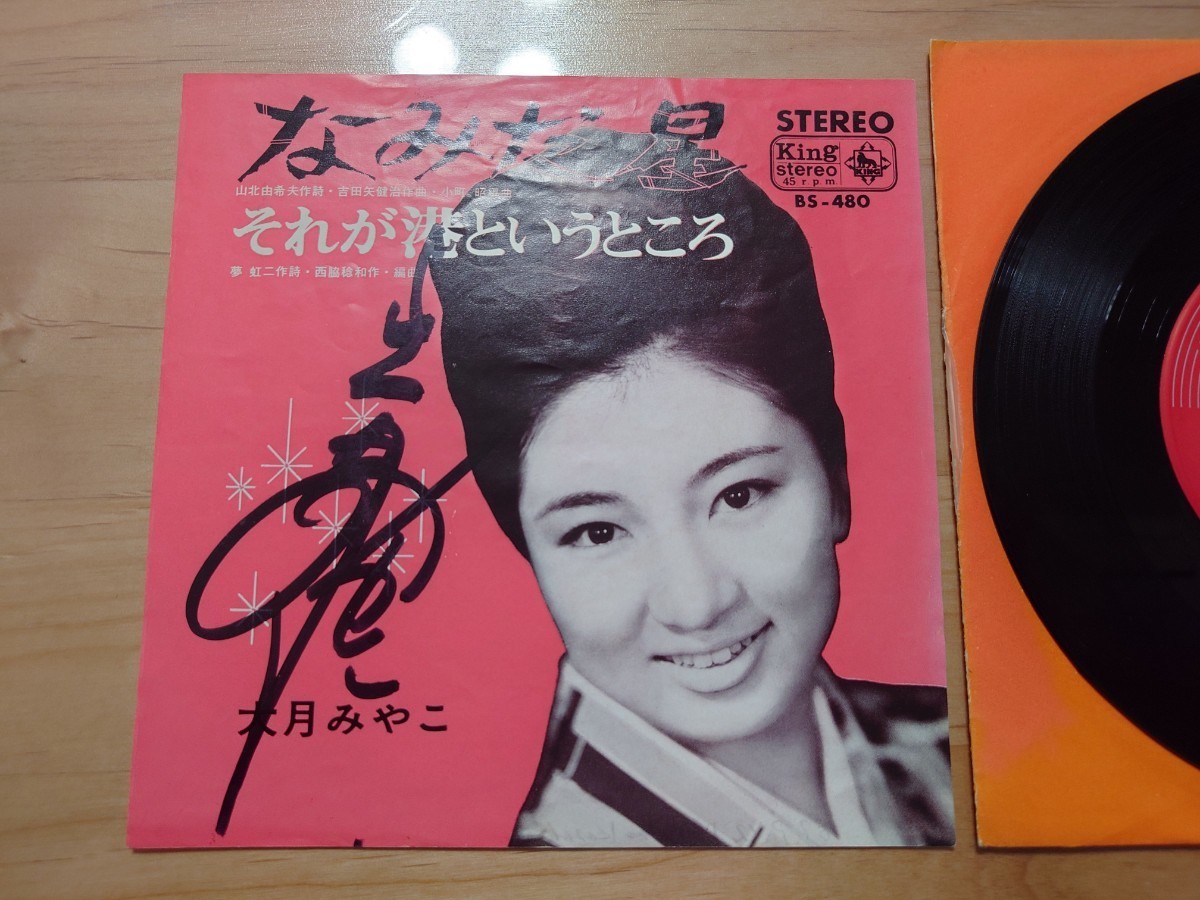 なみだ星
山北由希夫作詩・吉田矢健治作曲・小町 昭編曲
それが港というところ
夢 虹二作詩・西脇稔和作・編曲
STEREO
King
stereo
45 r.p.m
KING
BS-480
大月みやこ